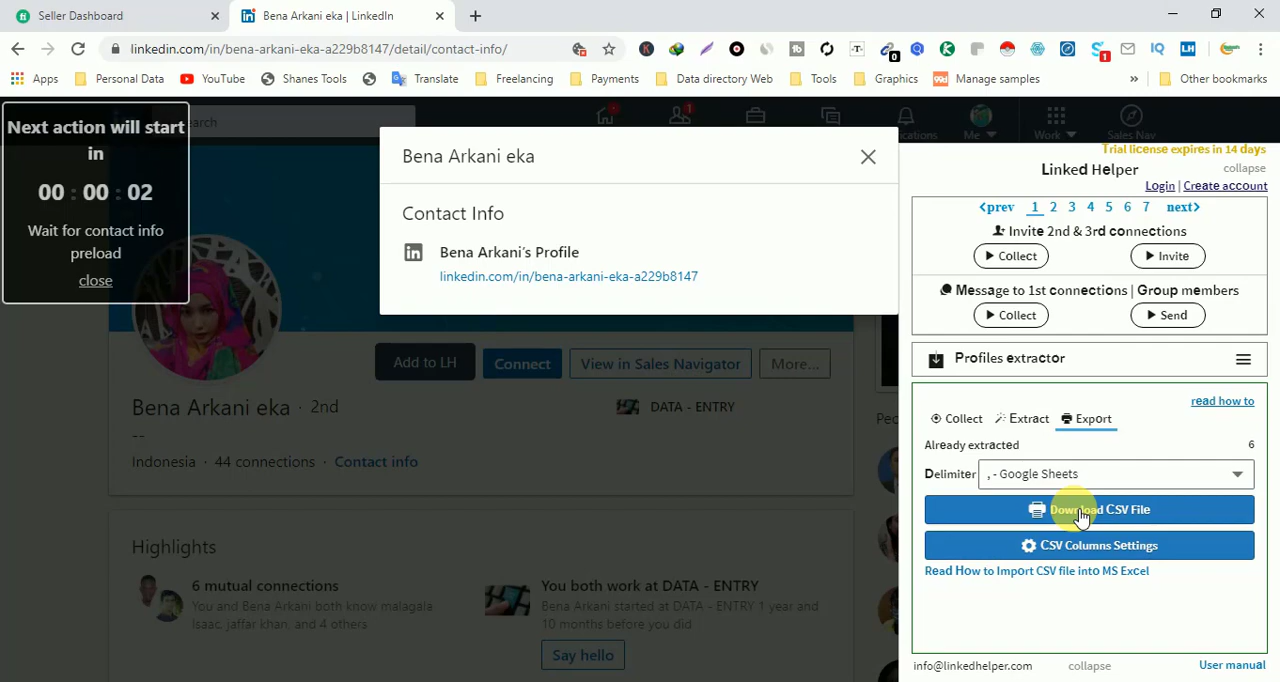 Seller Dashboard
Bena Arkani eka | LinkedIn
linkedin.com/in/bena-arkani-eka-a229b8147/detail/contact-info/
0
1
Apps
Personal Data
YouTube
Shanes Tools
Translate
Freelancing
Payments
Data directory Web
Tools
Graphics
Manage samples
»
Other bookmarks
Next action will start
in
00 : 00 : 02
Wait for contact info
preload
close
earch
1
ications
Me
Work
Sales Nav
Bena Arkani eka
Contact Info
Bena Arkani's Profile
linkedin.com/in/bena-arkani-eka-a229b8147
Add to LH
Connect
View in Sales Navigator
More...
Bena Arkani eka · 2nd
DATA - ENTRY
--
Indonesia · 44 connections · Contact info
Peo
Highlights
6 mutual connections
You and Bena Arkani both know malagala
Isaac, jaffar khan, and 4 others
You both work at DATA - ENTRY
Bena Arkani started at DATA - ENTRY 1 year and
10 months before you did
Say hello
Trial license expires in 14 days
Linked Helper
collapse
Login | Create account
<prev 1 2 3 4 5 6 7 next>
Invite 2nd & 3rd connections
Collect
Invite
Message to 1st connections | Group members
Collect
Send
Profiles extractor
read how to
Collect
Extract
Export
Already extracted
6
Delimiter
, - Google Sheets
Download CSV File
CSV Columns Settings
Read How to Import CSV file into MS Excel
info@linkedhelper.com
collapse
User manual